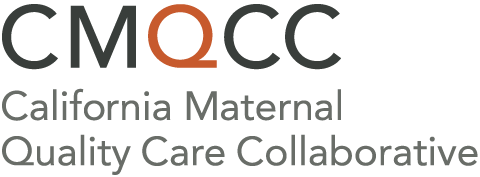 CMQCC
California Maternal
Quality Care Collaborative